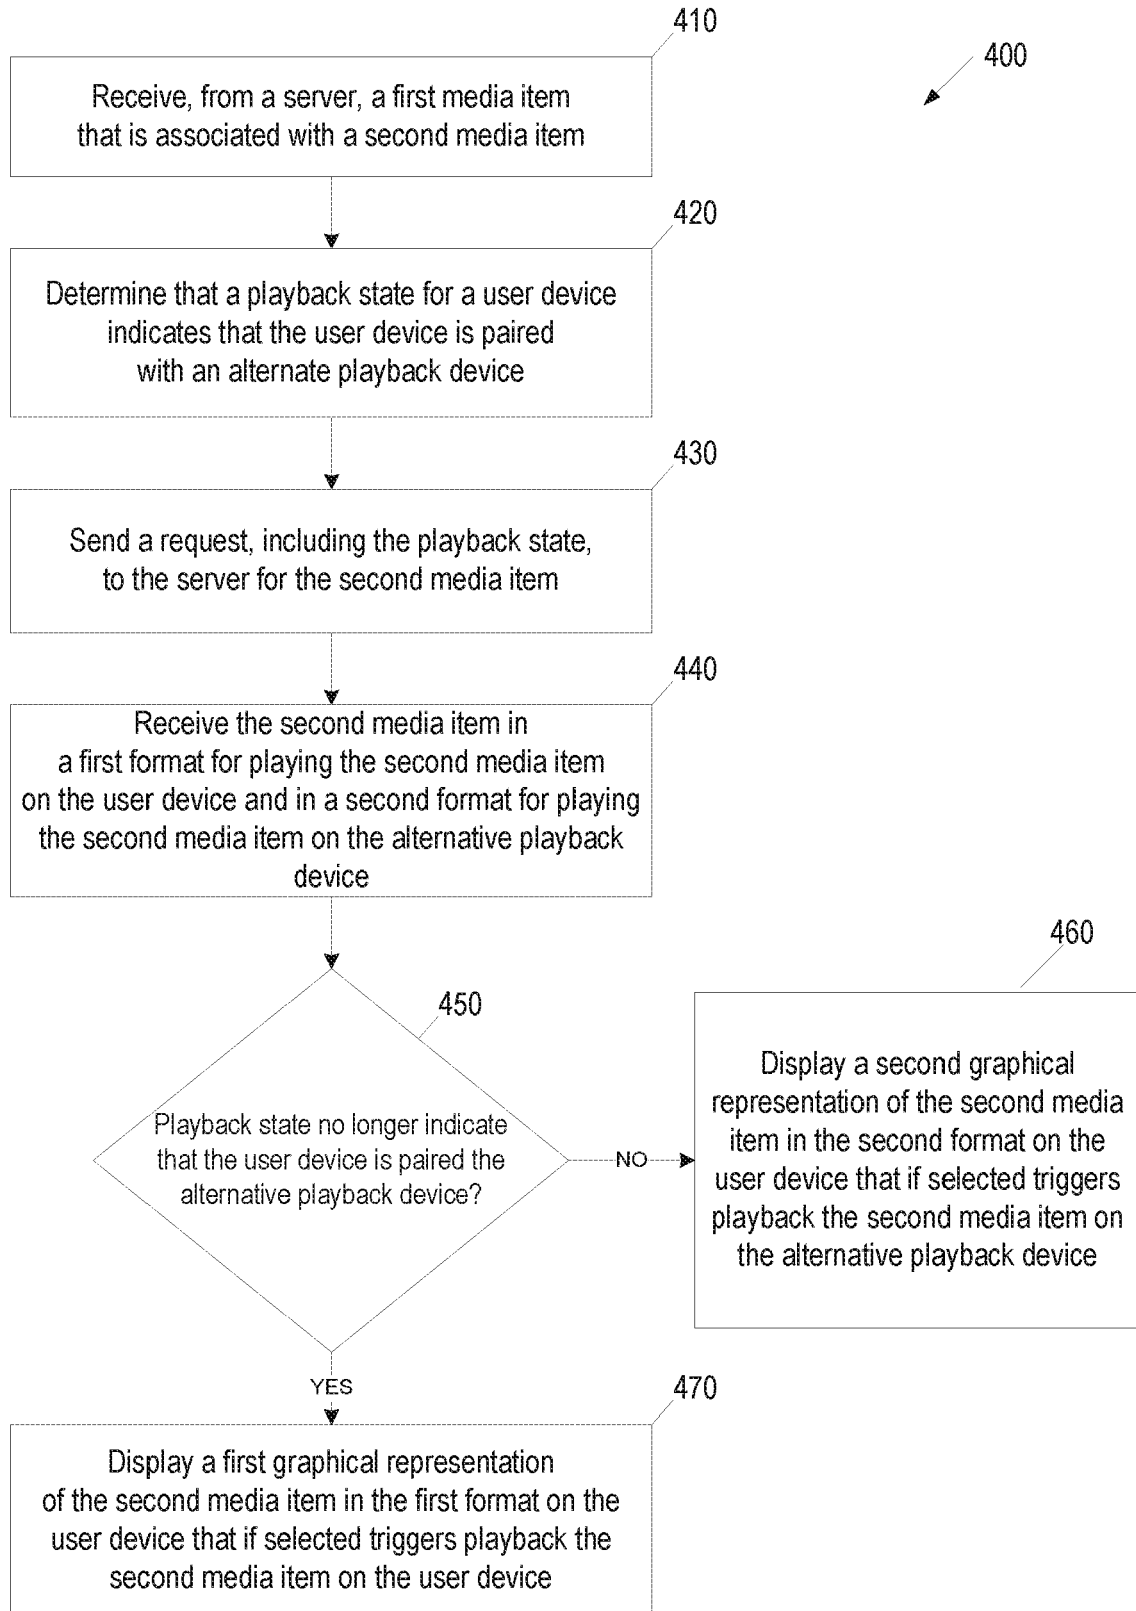 410
400
Receive, from a server, a first media item
that is associated with a second media item
420
Determine that a playback state for a user device
indicates that the user device is paired
with an alternate playback device
430
Send a request, including the playback state,
to the server for the second media item
440
Receive the second media item in
a first format for playing the second media item
on the user device and in a second format for playing
the second media item on the alternative playback
device
450
Playback state no longer indicate
that the user device is paired the
alternative playback device?
NO
460
Display a second graphical
representation of the second media
item in the second format on the
user device that if selected triggers
playback the second media item on
the alternative playback device
YES
470
Display a first graphical representation
of the second media item in the first format on the
user device that if selected triggers playback the
second media item on the user device